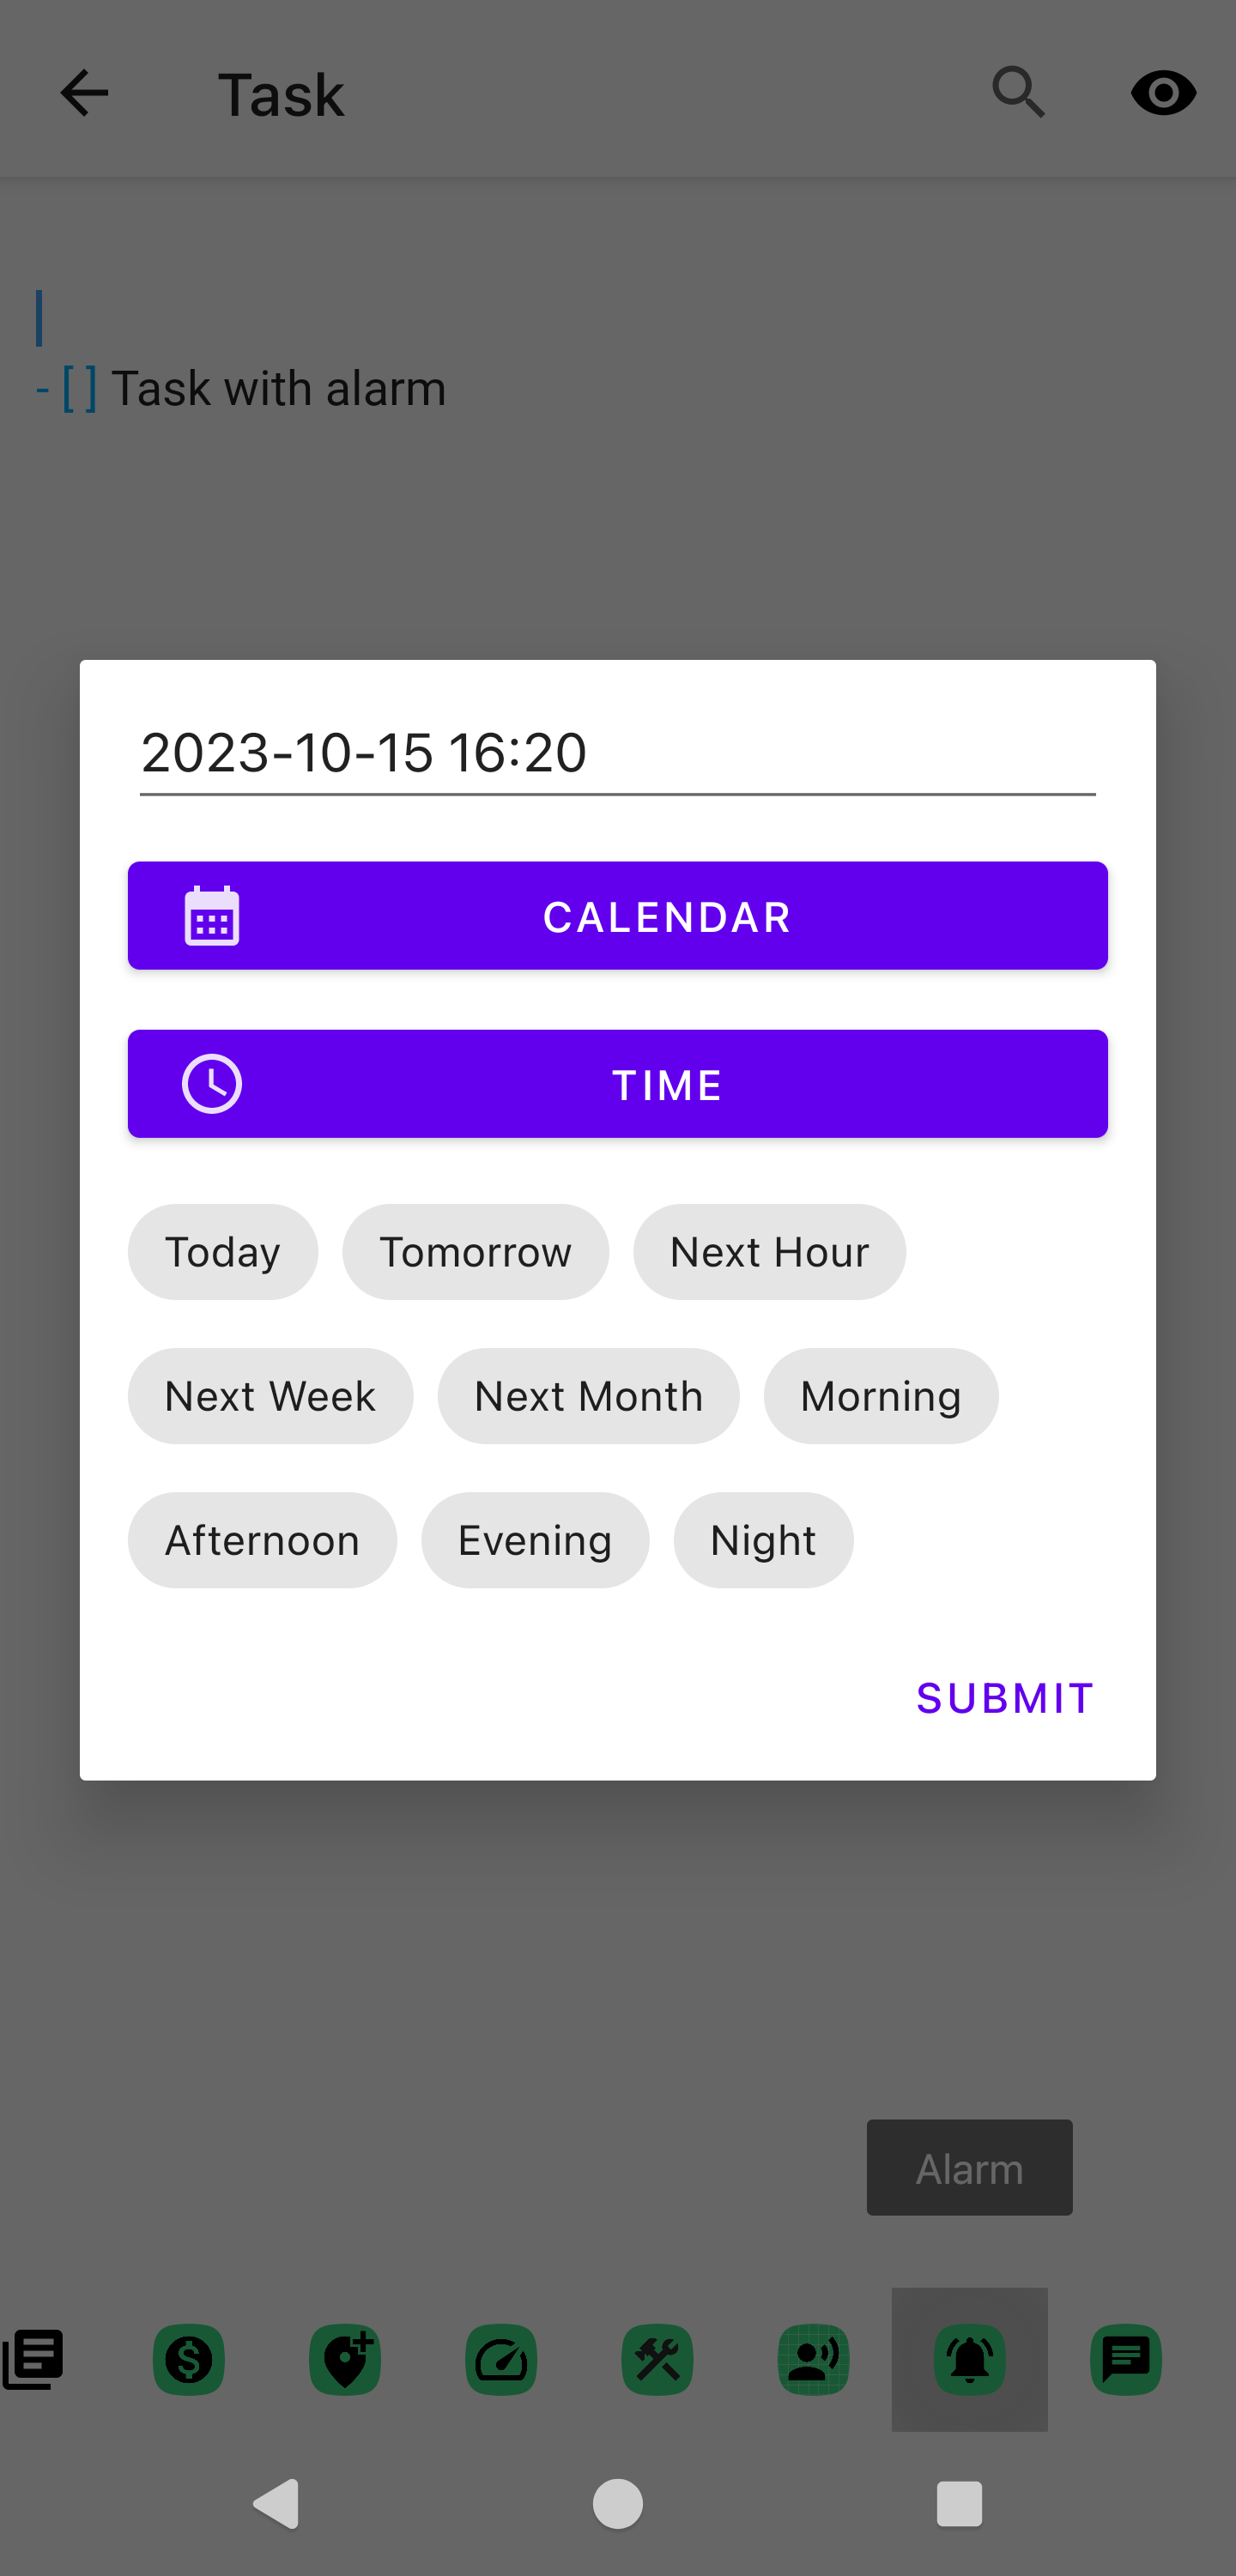 Task
- [ ] Task with alarm
2023-10-15 16:20
CALENDAR
TIME
Today Tomorrow Next Hour
Next Week Next Month Morning
Afternoon Evening Night
SUBMIT
Alarm